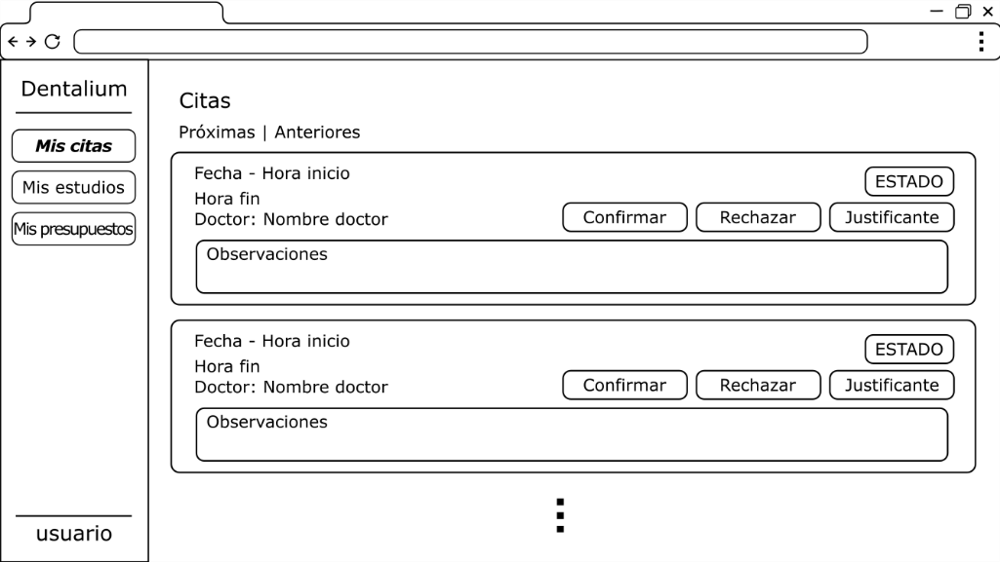 Dentalium
Mis citas
Mis estudios
Mis presupuestos
usuario
Citas
Próximas | Anteriores
Fecha - Hora inicio
ESTADO
Hora fin
Doctor: Nombre doctor
Confirmar
Rechazar
Justificante
Observaciones
Fecha - Hora inicio
ESTADO
Hora fin
Doctor: Nombre doctor
Confirmar
Rechazar
Justificante
Observaciones